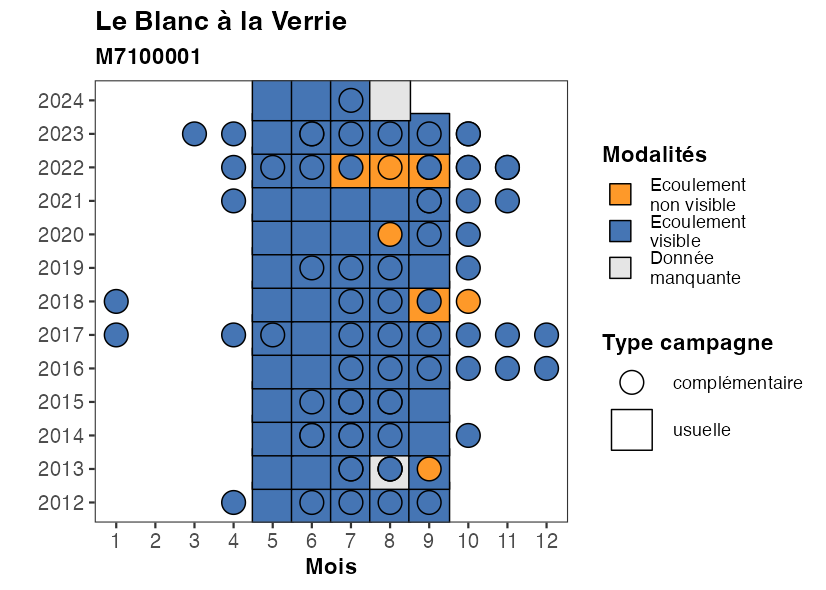 Le Blanc à la Verrie
M7100001
2024
2023
2022
2021
2020
2019
2018
2017
2016
2015
2014
2013
2012
1 2 3 4 5 6 7 8 9 10 11 12
Mois
Modalités
Ecoulement
non visible
Ecoulement
visible
Donnée
manquante
Type campagne
complémentaire
usuelle